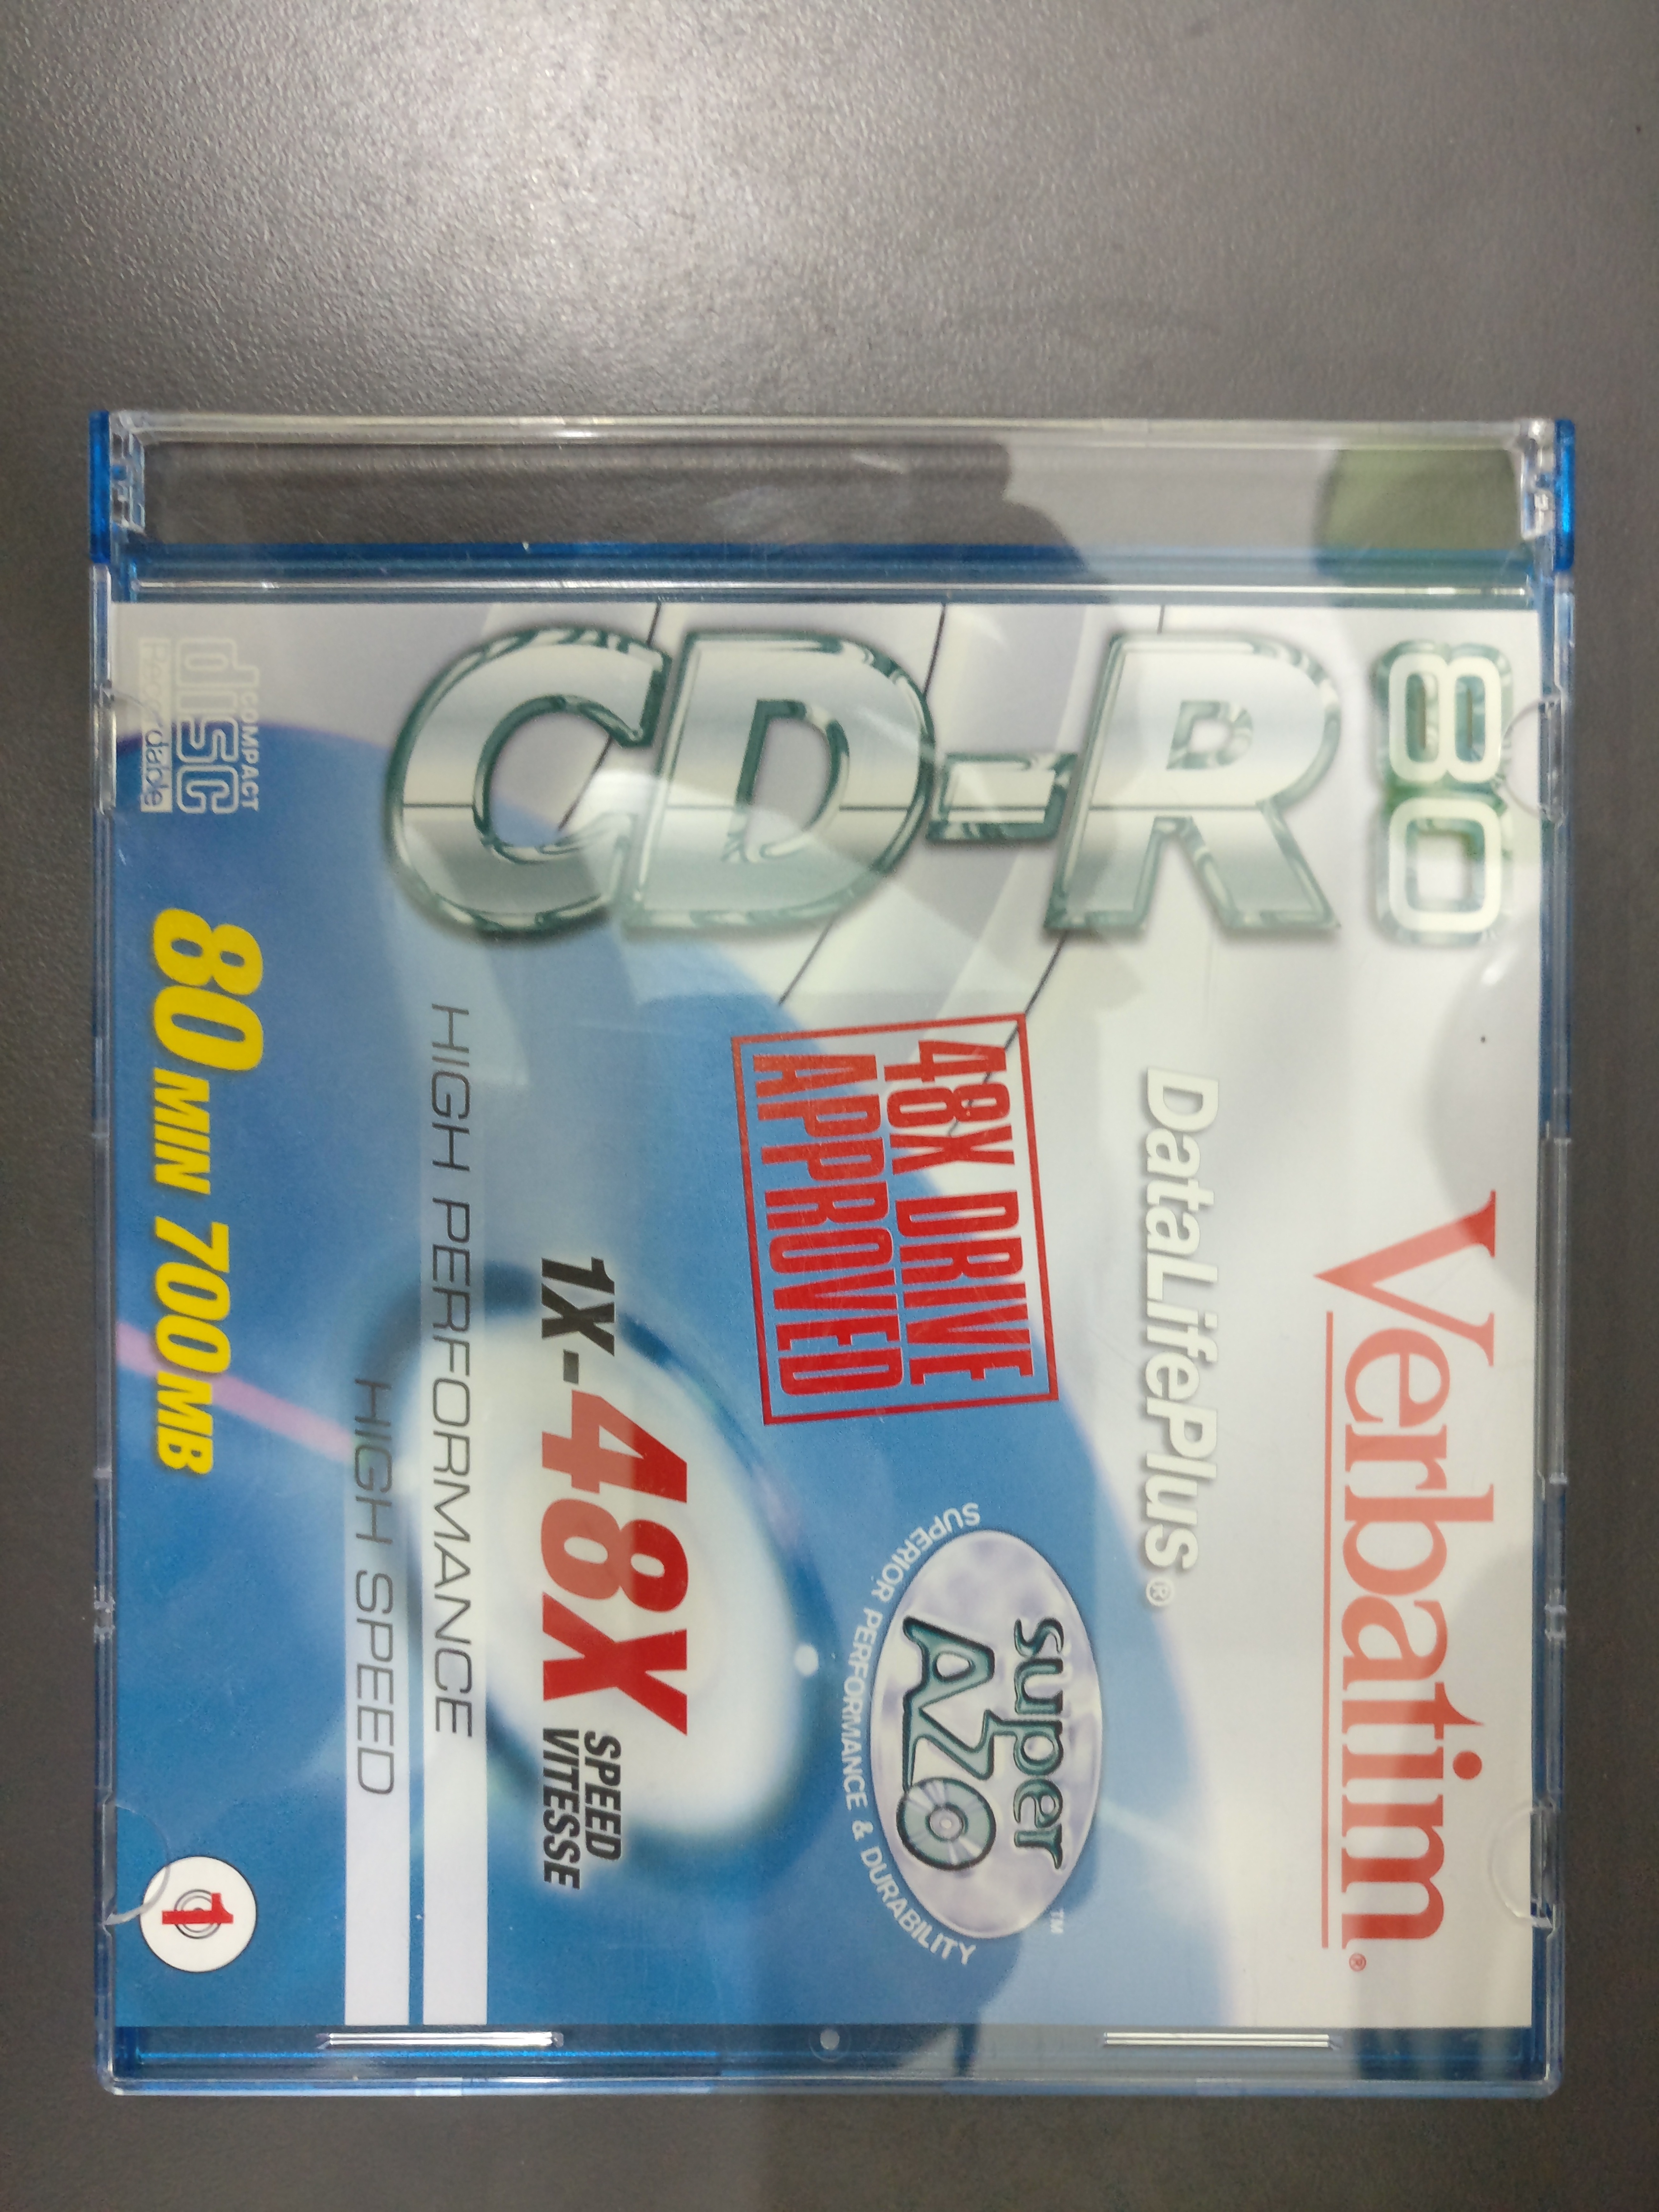 Verbatim®
CD-R 80
DataLifePlus®
48X DRIVE
APPROVED
super
AZO
™
SUPERIOR PERFORMANCE & DURABILITY
1X-48X SPEED
VITESSE
HIGH PERFORMANCE
HIGH SPEED
COMPACT
disc
Recordable
80 MIN 700 MB
1